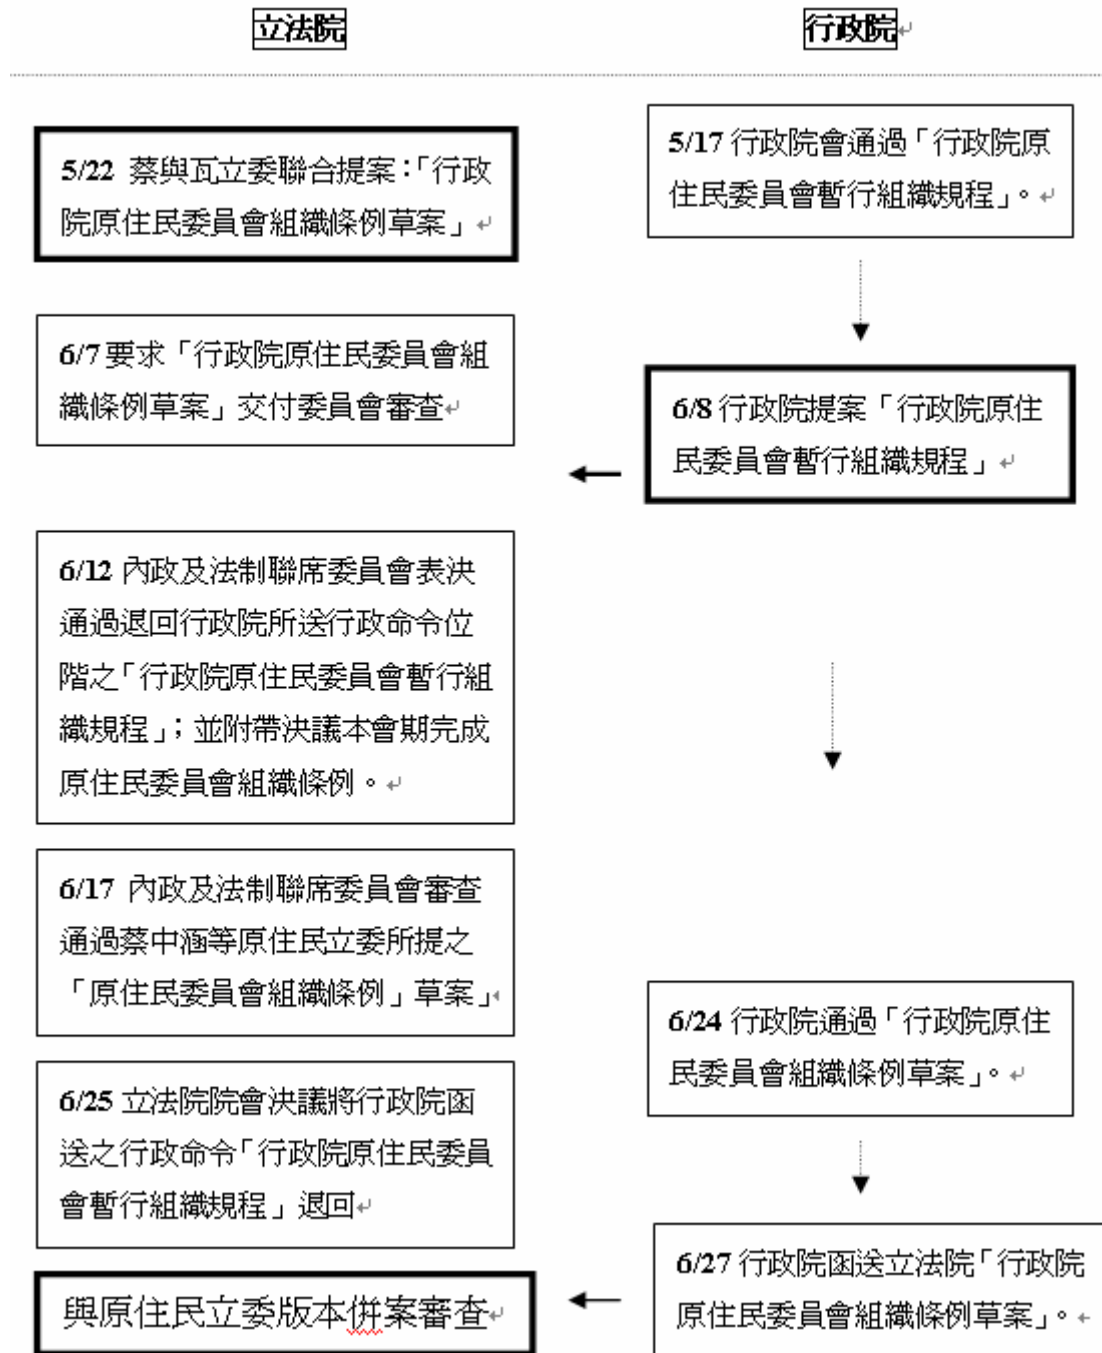 立法院
行政院
5/22 蔡與瓦立委聯合提案：「行政
院原住民委員會組織條例草案」
6/7要求「行政院原住民委員會組
織條例草案」交付委員會審查
6/12 內政及法制聯席委員會表決
通過退回行政院所送行政命令位
階之「行政院原住民委員會暫行組
織規程」；並附帶決議本會期完成
原住民委員會組織條例。
6/17 內政及法制聯席委員會審查
通過蔡中涵等原住民立委所提之
「原住民委員會組織條例」草案」
6/25 立法院院會決議將行政院函
送之行政命令「行政院原住民委員
會暫行組織規程」退回
與原住民立委版本併案審查
5/17 行政院會通過「行政院原
住民委員會暫行組織規程」。
6/8 行政院提案「行政院原住
民委員會暫行組織規程」
6/24 行政院通過「行政院原住
民委員會組織條例草案」。
6/27 行政院函送立法院「行政院
原住民委員會組織條例草案」。